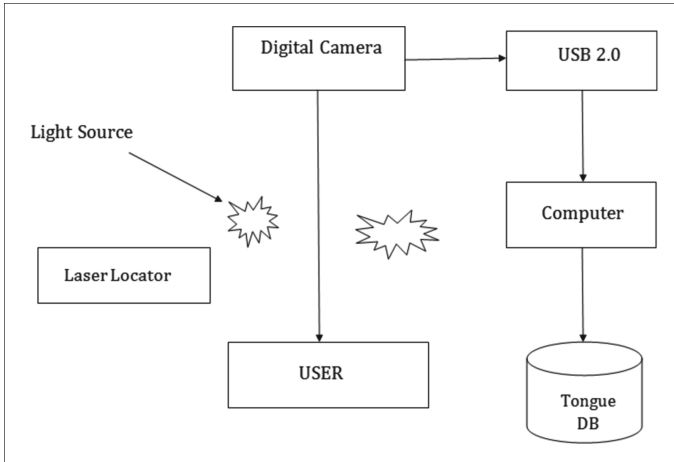 Digital Camera
USB 2.0
Light Source
Computer
Laser Locator
USER
Tongue
DB